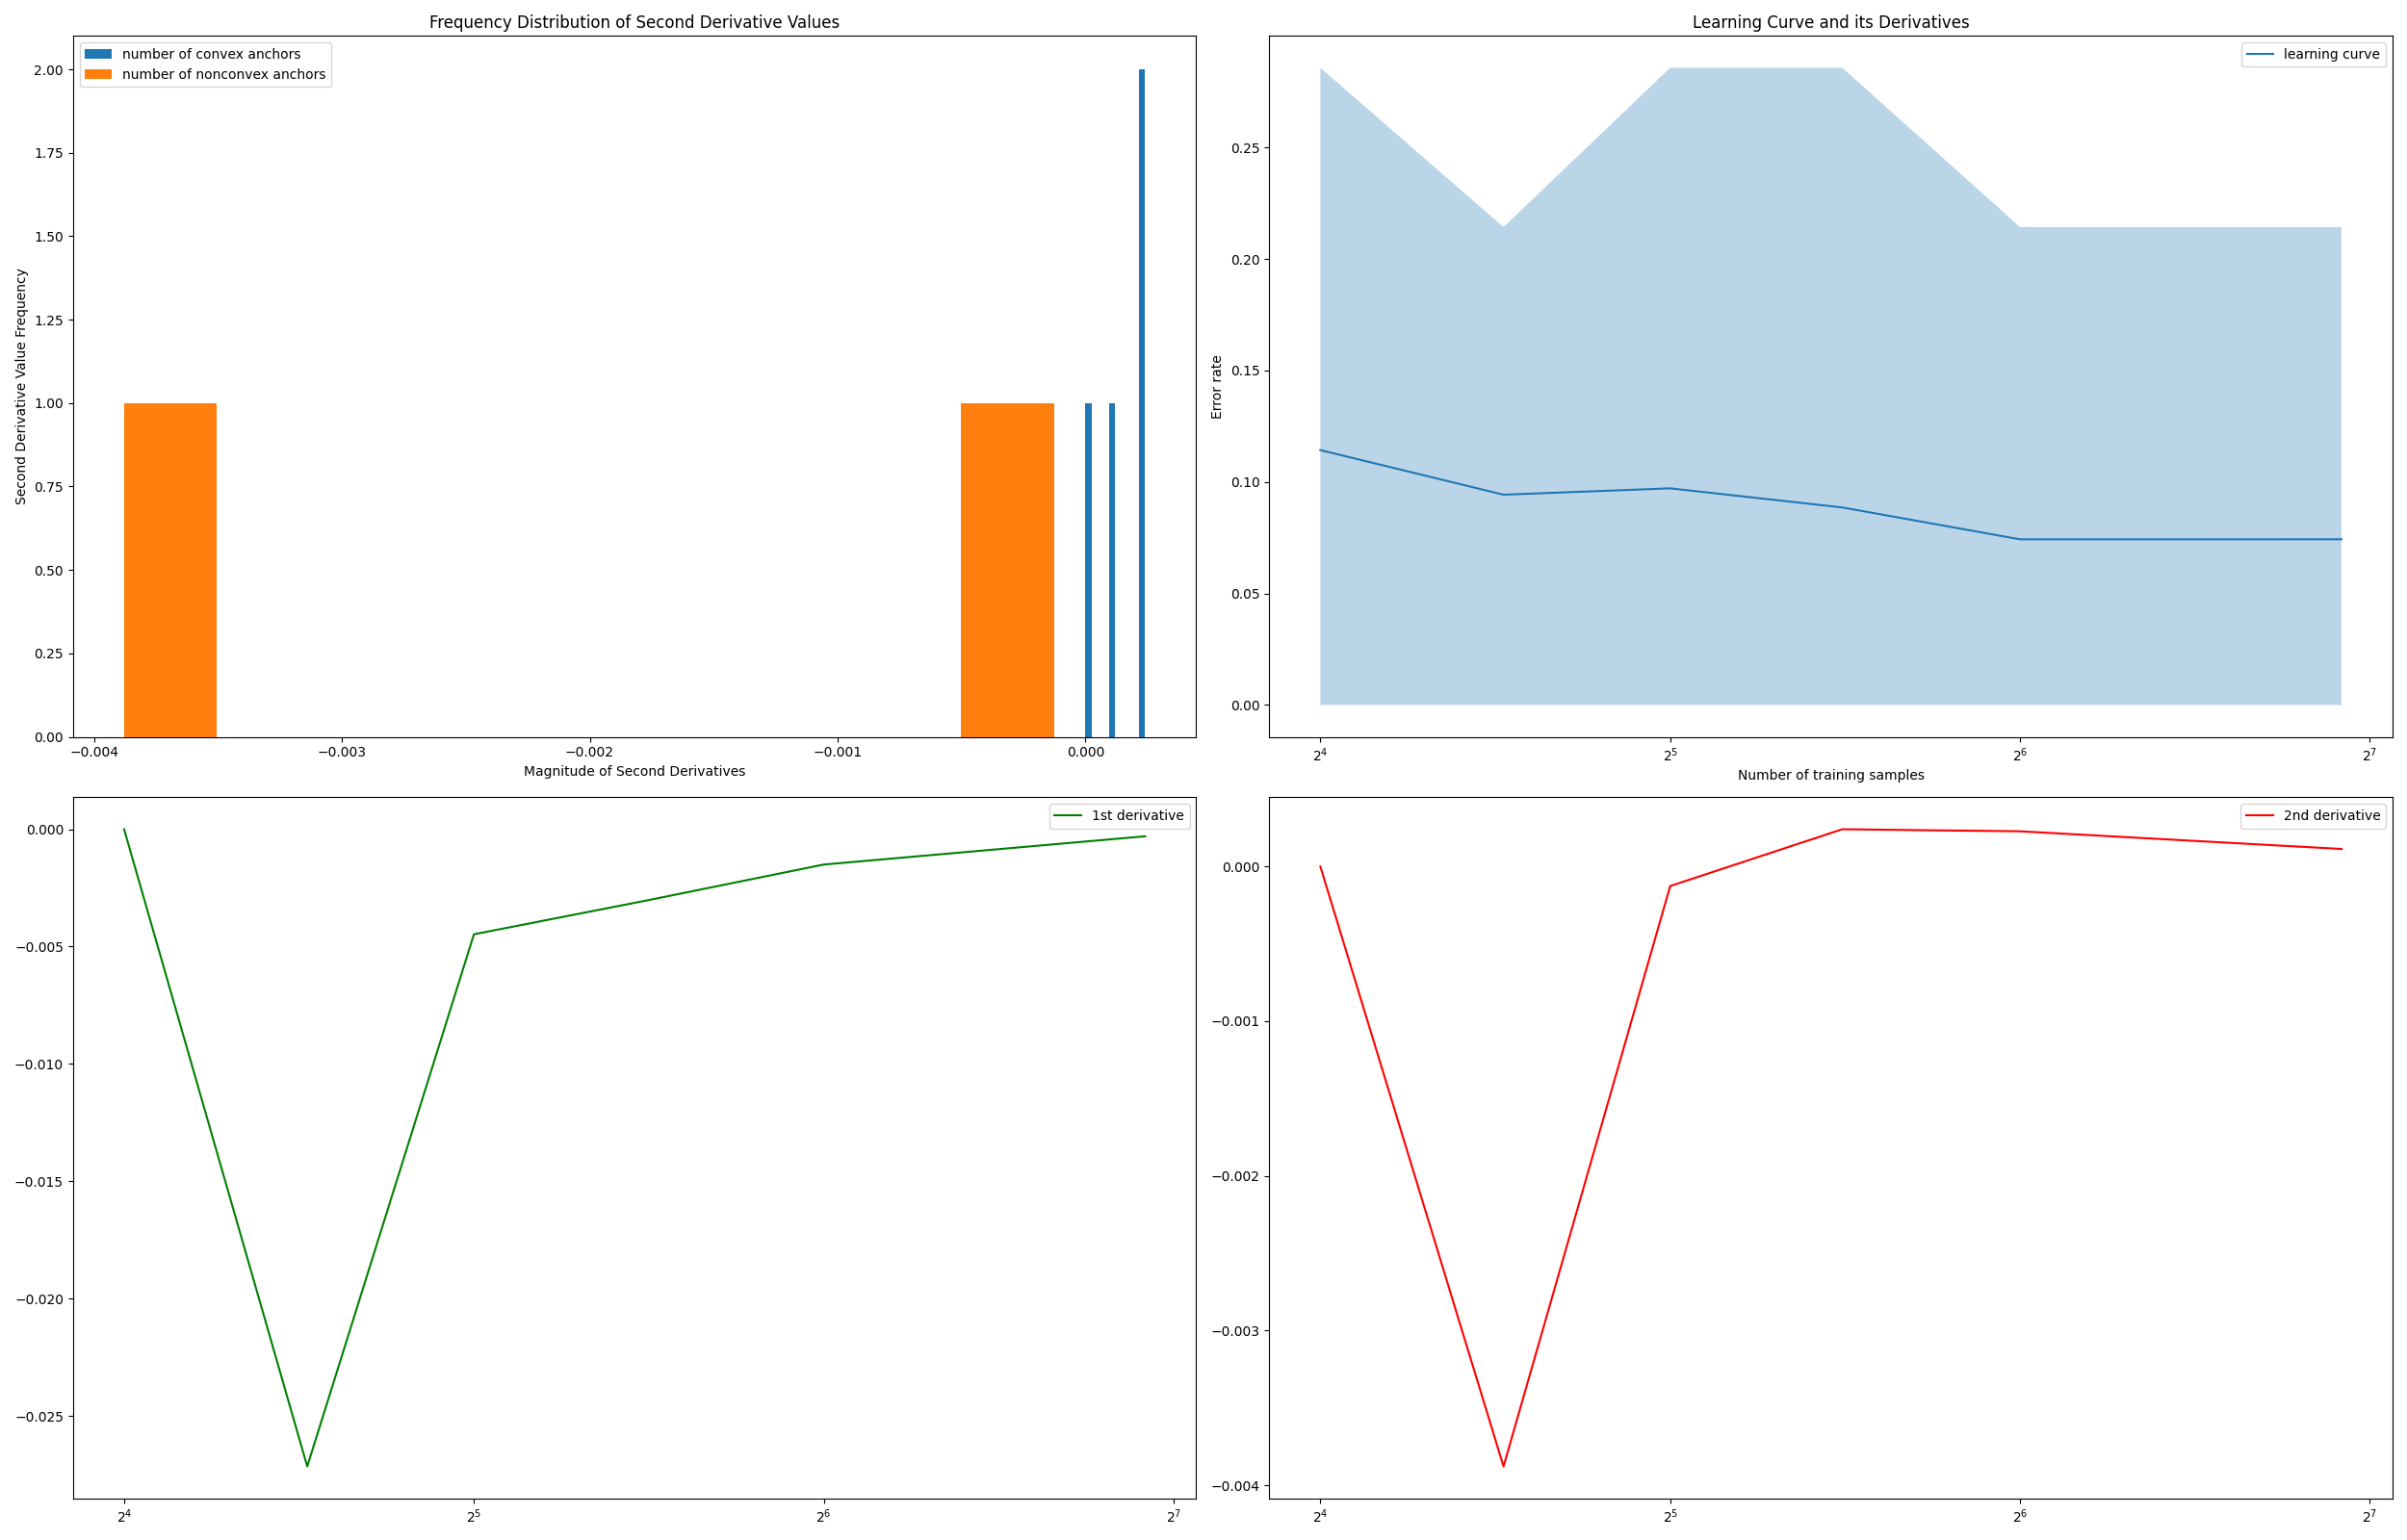 Frequency Distribution of Second Derivative Values
number of convex anchors
number of nonconvex anchors
Second Derivative Value Frequency
2.00
1.75
1.50
1.25
1.00
0.75
0.50
0.25
0.00
−0.004 −0.003 −0.002 −0.001 0.000
Magnitude of Second Derivatives
Learning Curve and its Derivatives
learning curve
Error rate
0.25
0.20
0.15
0.10
0.05
0.00
2⁴ 2⁵ 2⁶ 2⁷
Number of training samples
1st derivative
0.000
−0.005
−0.010
−0.015
−0.020
−0.025
2⁴ 2⁵ 2⁶ 2⁷
2nd derivative
0.000
−0.001
−0.002
−0.003
−0.004
2⁴ 2⁵ 2⁶ 2⁷